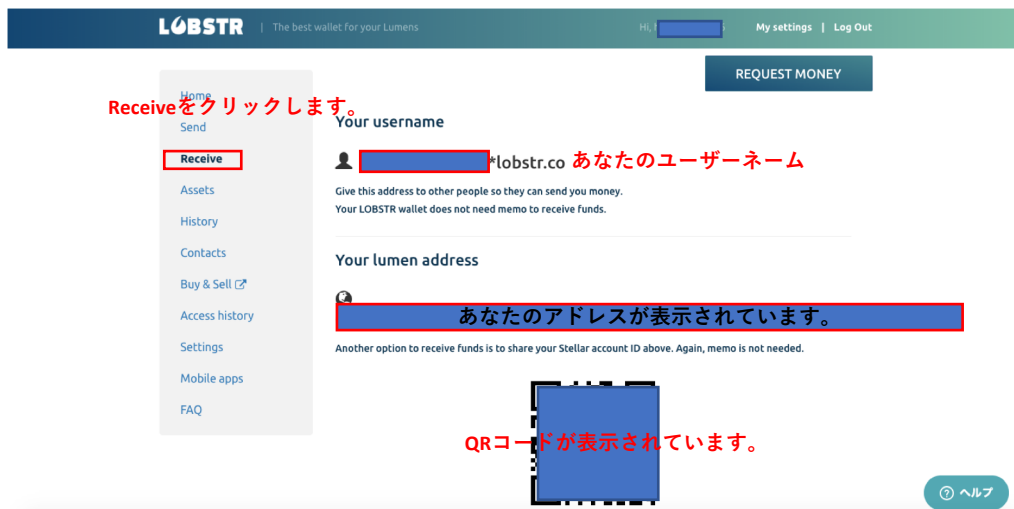 LOBSTR | The best wallet for your Lumens
Hi,
My settings | Log Out
REQUEST MONEY
Home
Receiveをクリックします。
Send
Receive
Assets
History
Contacts
Buy & Sell
Access history
Settings
Mobile apps
FAQ
Your username
*lobstr.co あなたのユーザーネーム
Give this address to other people so they can send you money.
Your LOBSTR wallet does not need memo to receive funds.
Your lumen address
あなたのアドレスが表示されています。
Another option to receive funds is to share your Stellar account ID above. Again, memo is not needed.
QRコードが表示されています。
ヘルプ